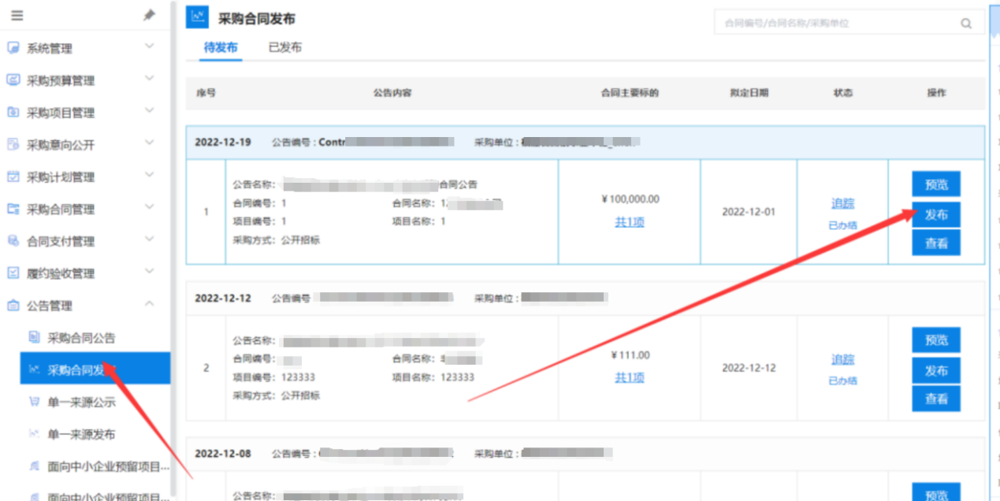 采购合同发布
合同编号/合同名称/采购单位
待发布 已发布
系统管理
采购预算管理
采购项目管理
采购意向公开
采购计划管理
采购合同管理
合同支付管理
履约验收管理
公告管理
采购合同公告
采购合同发
单一来源公示
单一来源发布
面向中小企业预留项目...
面向中小企业预留项目...
序号 公告内容 合同主要标的 拟定日期 状态 操作
2022-12-19 公告编号：Contr 采购单位：
1
公告名称： 合同公告
合同编号：1 合同名称：1
项目编号：1 项目名称：1
采购方式：公开招标
¥100,000.00
共1项
2022-12-01
追踪
已办结
预览
发布
查看
2022-12-12 公告编号 采购单位：
2
公告名称：
合同编号： 合同名称：
项目编号：123333 项目名称：123333
采购方式：公开招标
¥111.00
共1项
2022-12-12
追踪
已办结
预览
发布
查看
2022-12-08 公告编号： 采购单位：
公告名称：
预览